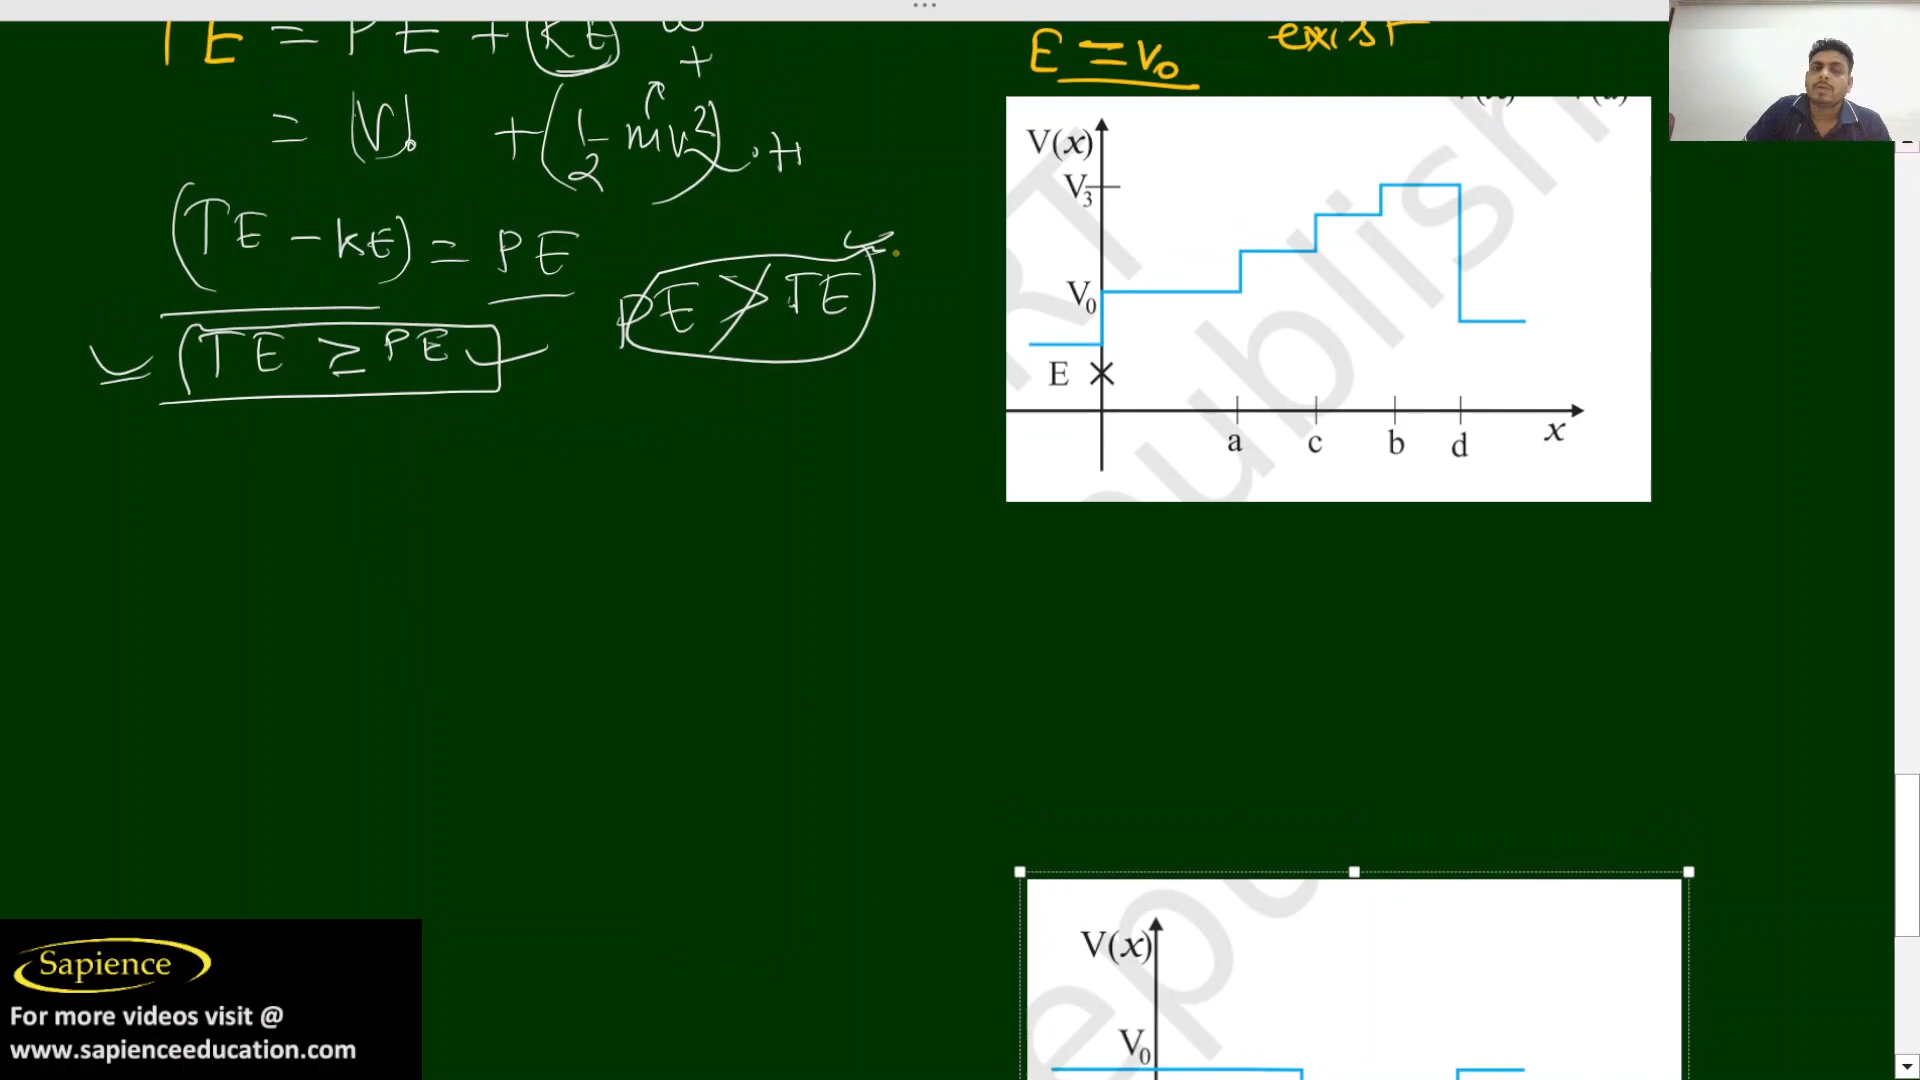 TE = PE + (KE)
+
= V₀ + (1/2 mv²) . +
(TE - KE) = PE
TE ≥ PE
PE ≯ TE
E = V₀
exist
V(x)
V₃
V₀
E
a c b d x
V(x)
V₀
Sapience
For more videos visit @
www.sapienceeducation.com